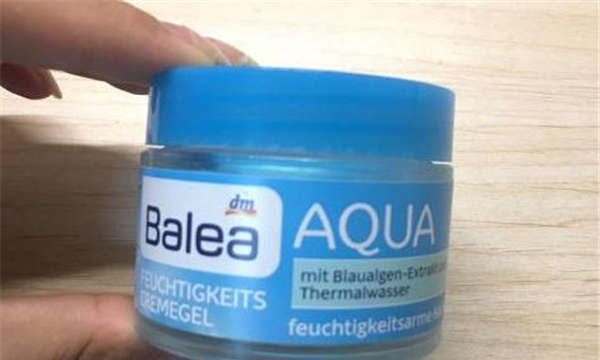 dm
Balea
FEUCHTIGKEITS
CREMEGEL
AQUA
mit Blaualgen-Extrakt
Thermalwasser
feuchtigkeitsarme